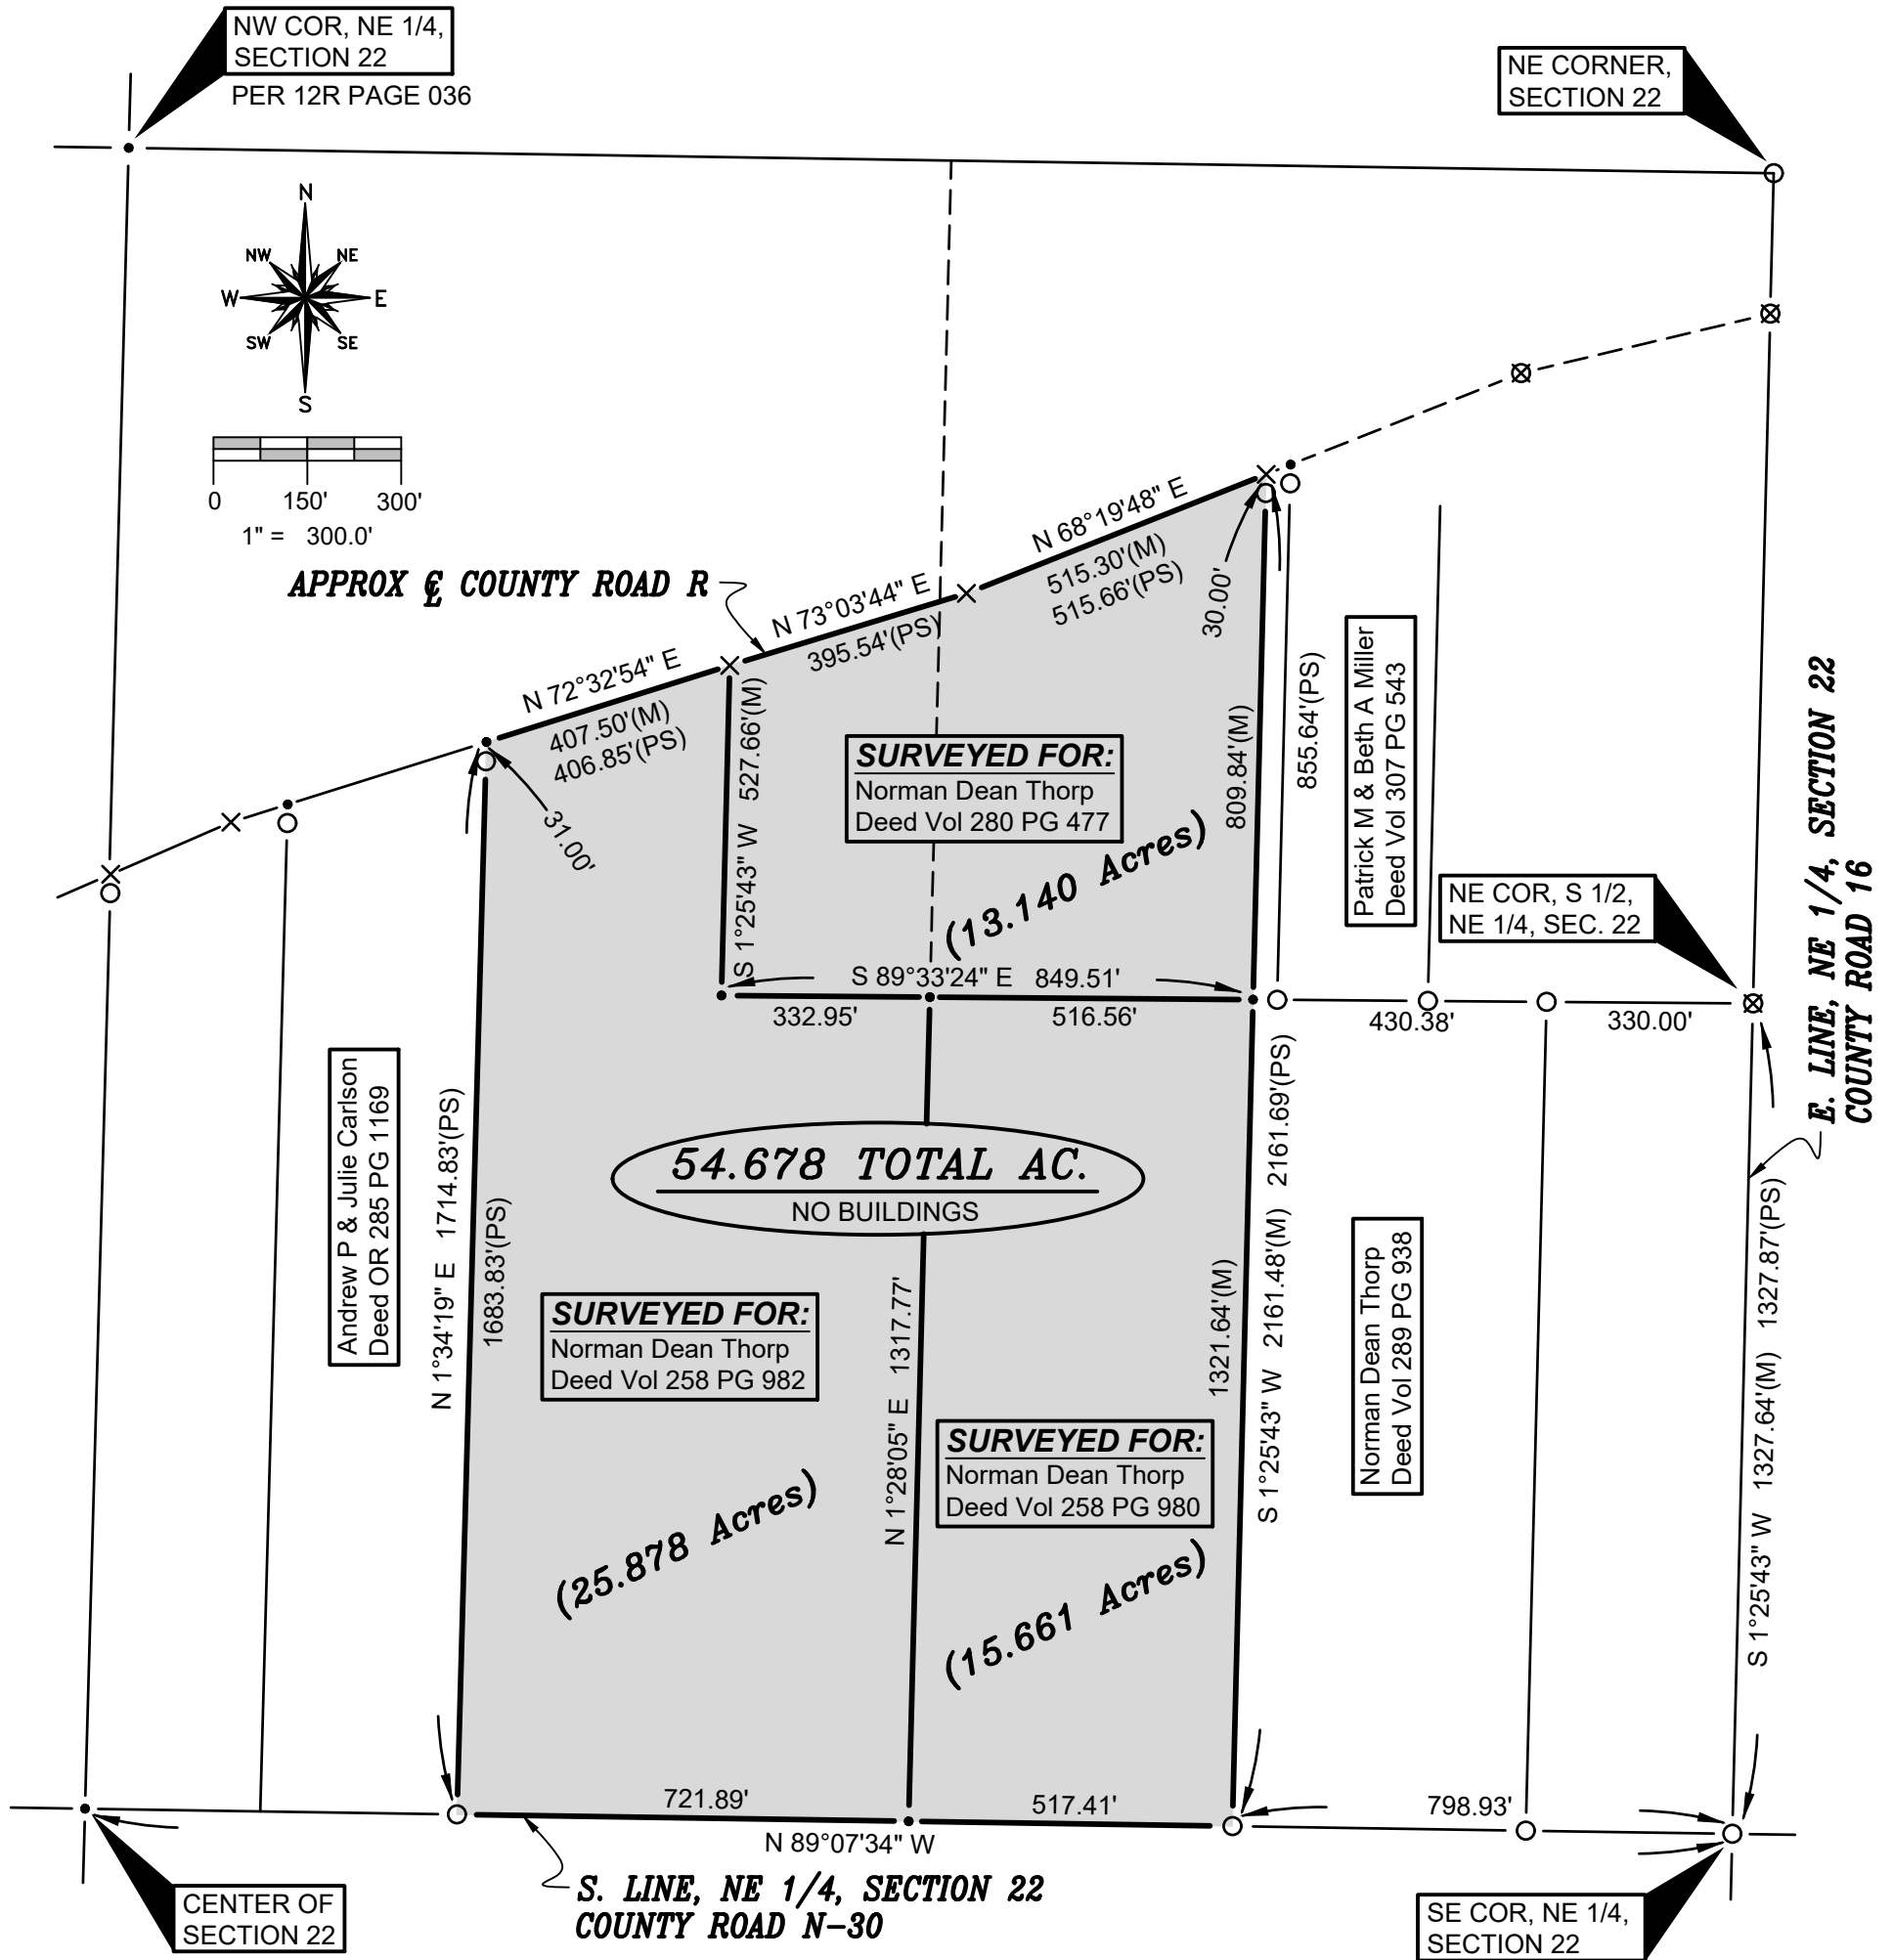 NW COR, NE 1/4,
SECTION 22
PER 12R PAGE 036
NE CORNER,
SECTION 22
N
NW
NE
W
E
SW
SE
S
0 150' 300'
1" = 300.0'
APPROX ℄ COUNTY ROAD R
N 68°19'48" E
515.30'(M)
515.66'(PS)
N 73°03'44" E
395.54'(PS)
N 72°32'54" E
407.50'(M)
406.85'(PS)
30.00'
31.00'
S 1°25'43" W 527.66'(M)
SURVEYED FOR:
Norman Dean Thorp
Deed Vol 280 PG 477
(13.140 Acres)
809.84'(M)
855.64'(PS)
Patrick M & Beth A Miller
Deed Vol 307 PG 543
NE COR, S 1/2,
NE 1/4, SEC. 22
E. LINE, NE 1/4, SECTION 22
COUNTY ROAD 16
S 89°33'24" E 849.51'
332.95'
516.56'
430.38'
330.00'
Andrew P & Julie Carlson
Deed OR 285 PG 1169
N 1°34'19" E 1714.83'(PS)
1683.83'(PS)
54.678 TOTAL AC.
NO BUILDINGS
SURVEYED FOR:
Norman Dean Thorp
Deed Vol 258 PG 982
(25.878 Acres)
N 1°28'05" E 1317.77'
SURVEYED FOR:
Norman Dean Thorp
Deed Vol 258 PG 980
(15.661 Acres)
1321.64'(M)
S 1°25'43" W 2161.48'(M) 2161.69'(PS)
Norman Dean Thorp
Deed Vol 289 PG 938
S 1°25'43" W 1327.64'(M) 1327.87'(PS)
721.89'
517.41'
798.93'
N 89°07'34" W
S. LINE, NE 1/4, SECTION 22
COUNTY ROAD N-30
CENTER OF
SECTION 22
SE COR, NE 1/4,
SECTION 22